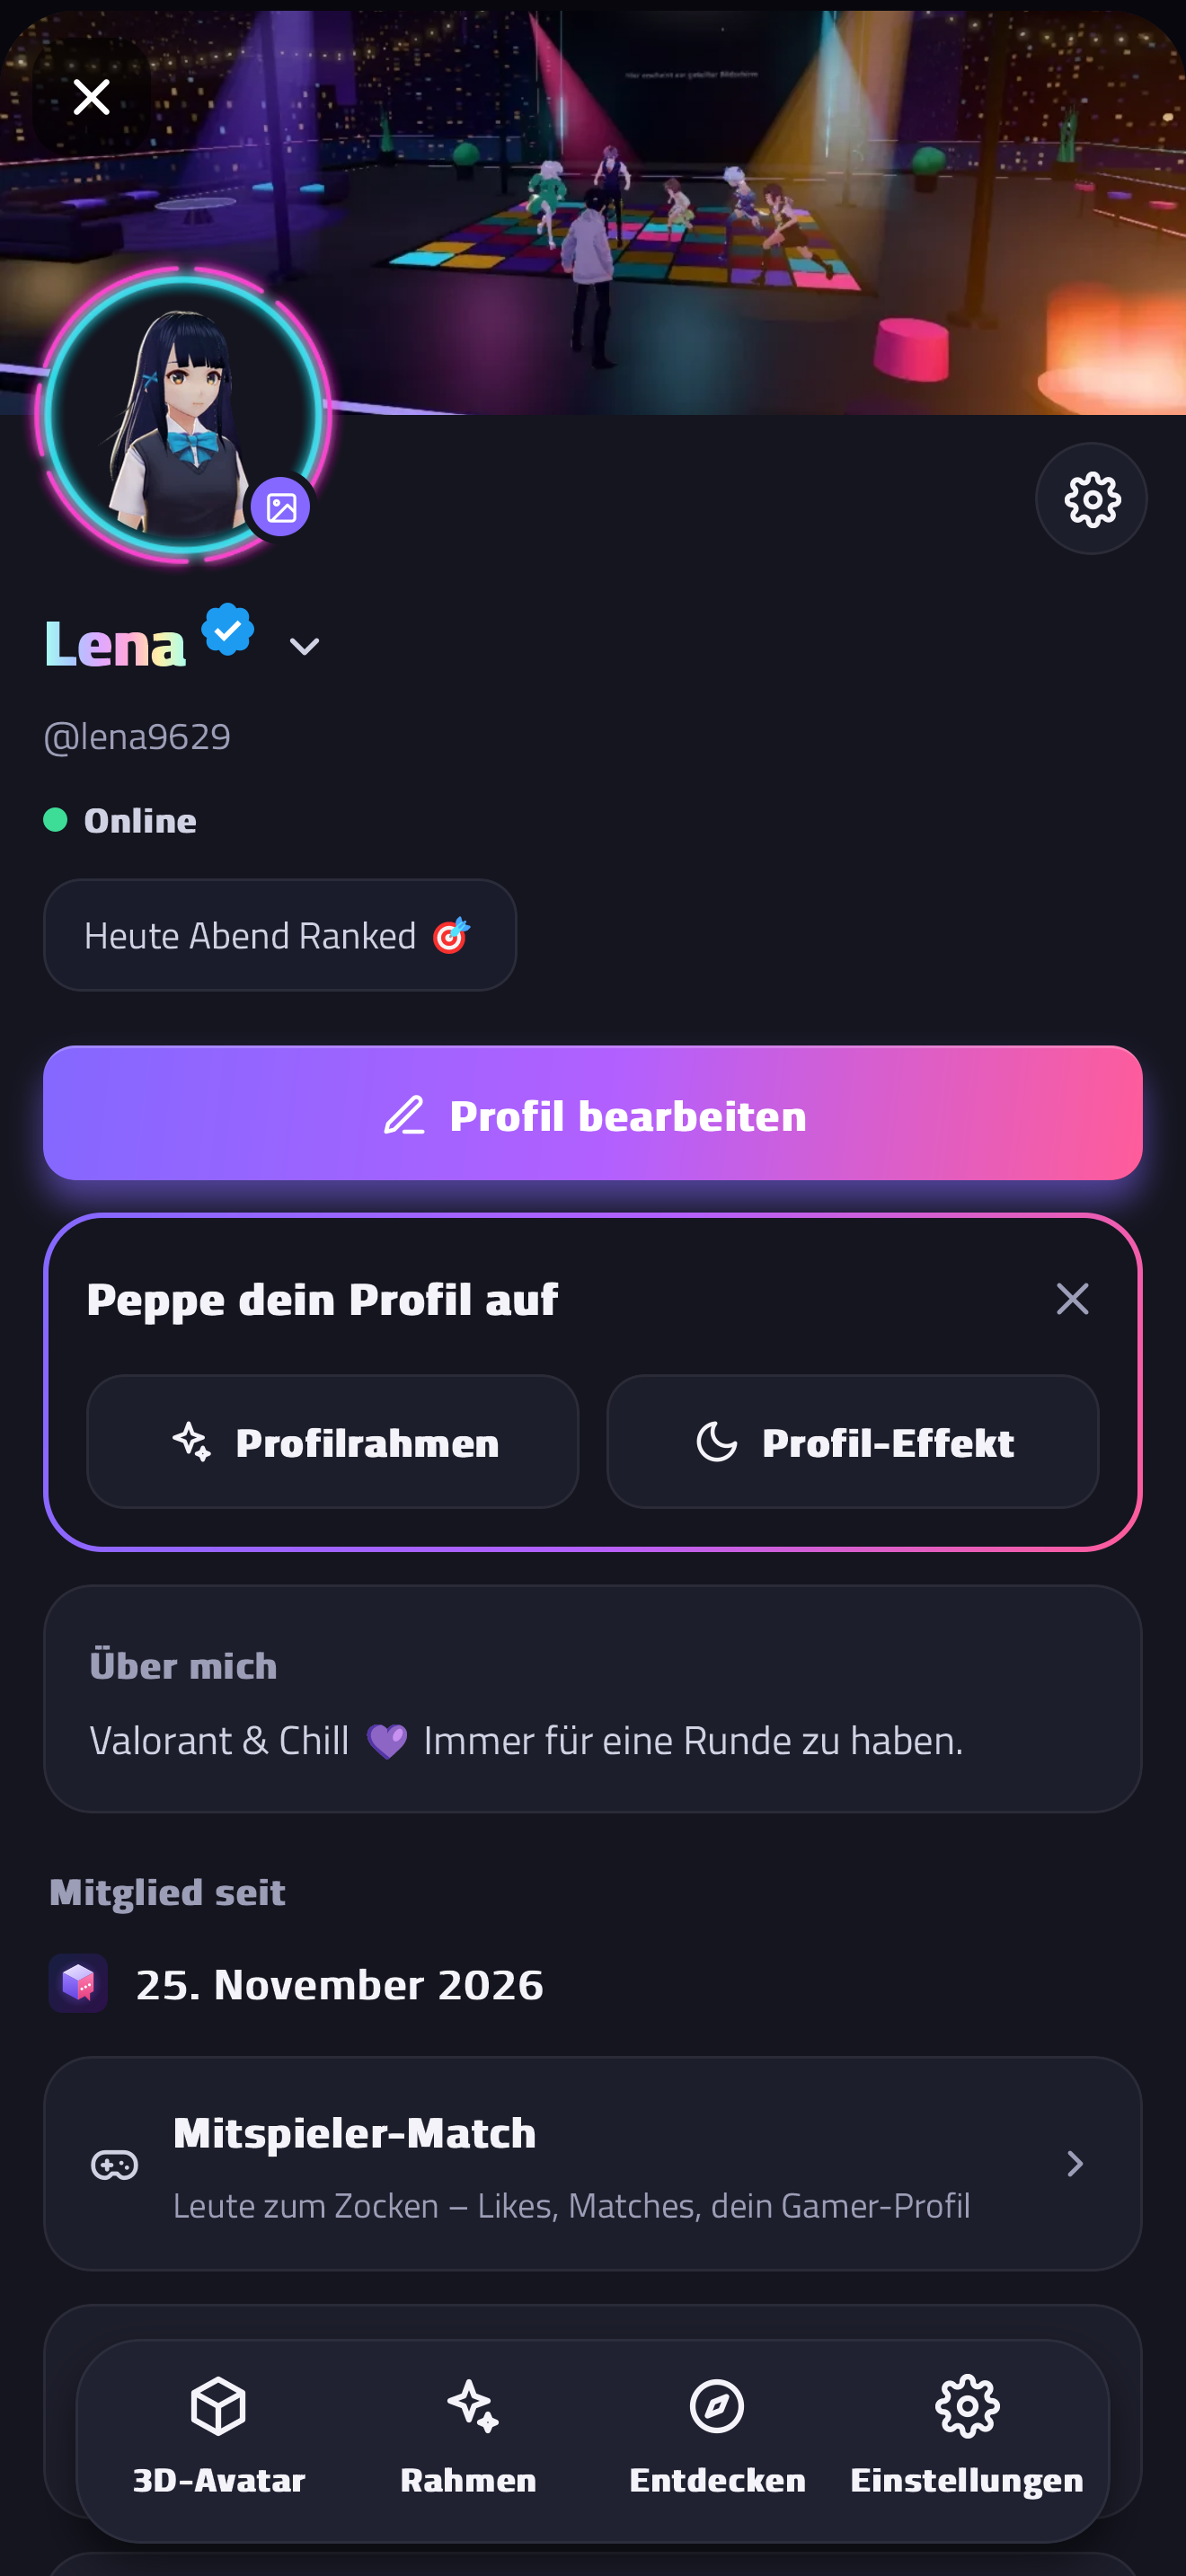 Lena
@lena9629
Online
Heute Abend Ranked 🎯
Profil bearbeiten
Peppe dein Profil auf
Profilrahmen
Profil-Effekt
Über mich
Valorant & Chill 💜 Immer für eine Runde zu haben.
Mitglied seit
25. November 2026
Mitspieler-Match
Leute zum Zocken – Likes, Matches, dein Gamer-Profil
3D-Avatar
Rahmen
Entdecken
Einstellungen